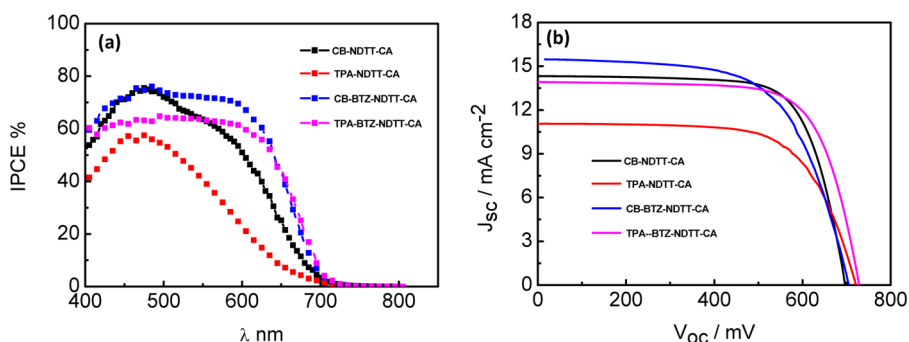 (a)
100
80
60
40
20
0
IPCE %
400 500 600 700 800
λ nm
CB-NDTT-CA
TPA-NDTT-CA
CB-BTZ-NDTT-CA
TPA-BTZ-NDTT-CA
(b)
18
15
12
9
6
3
0
JSC / mA cm-2
0 200 400 600 800
VOC / mV
CB-NDTT-CA
TPA-NDTT-CA
CB-BTZ-NDTT-CA
TPA--BTZ-NDTT-CA